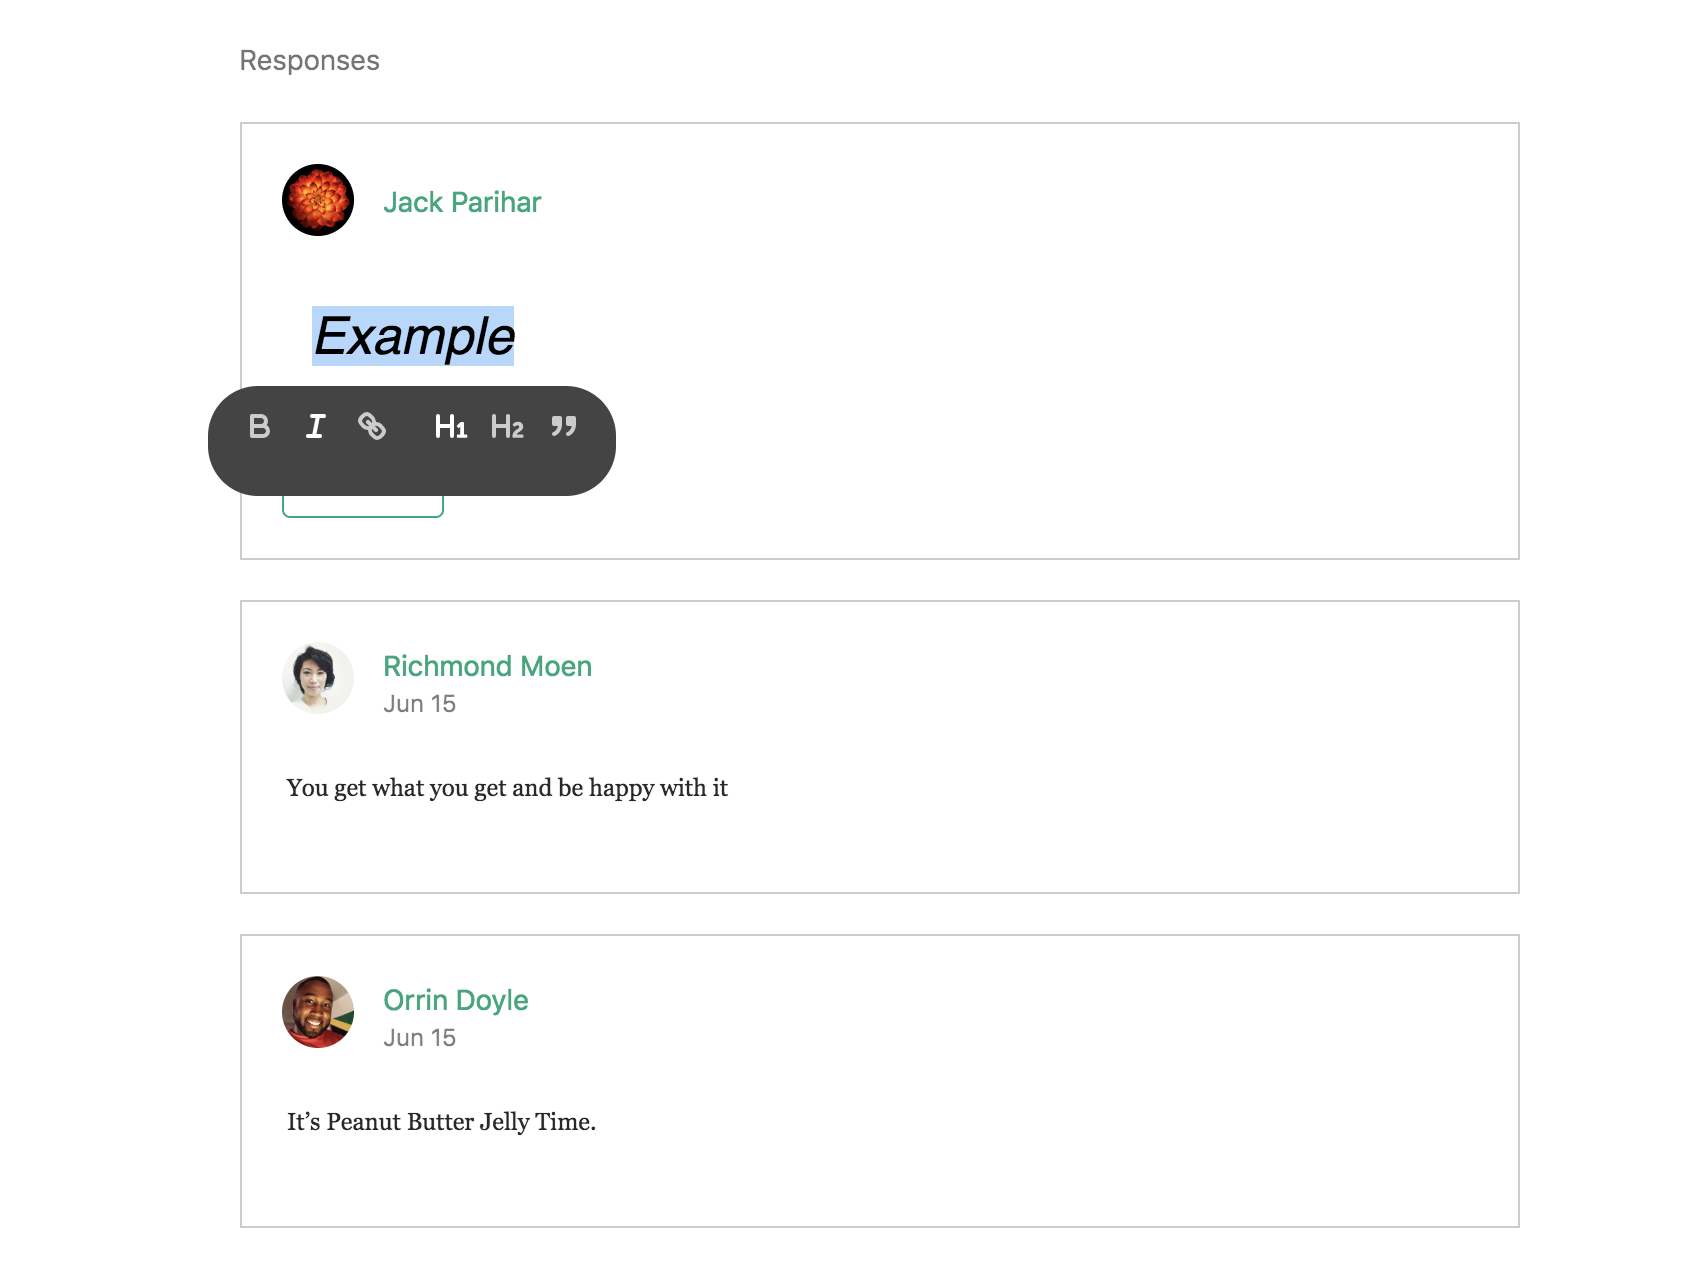 Responses
Jack Parihar
Example
B I H1 H2 ”
Richmond Moen
Jun 15
You get what you get and be happy with it
Orrin Doyle
Jun 15
It’s Peanut Butter Jelly Time.